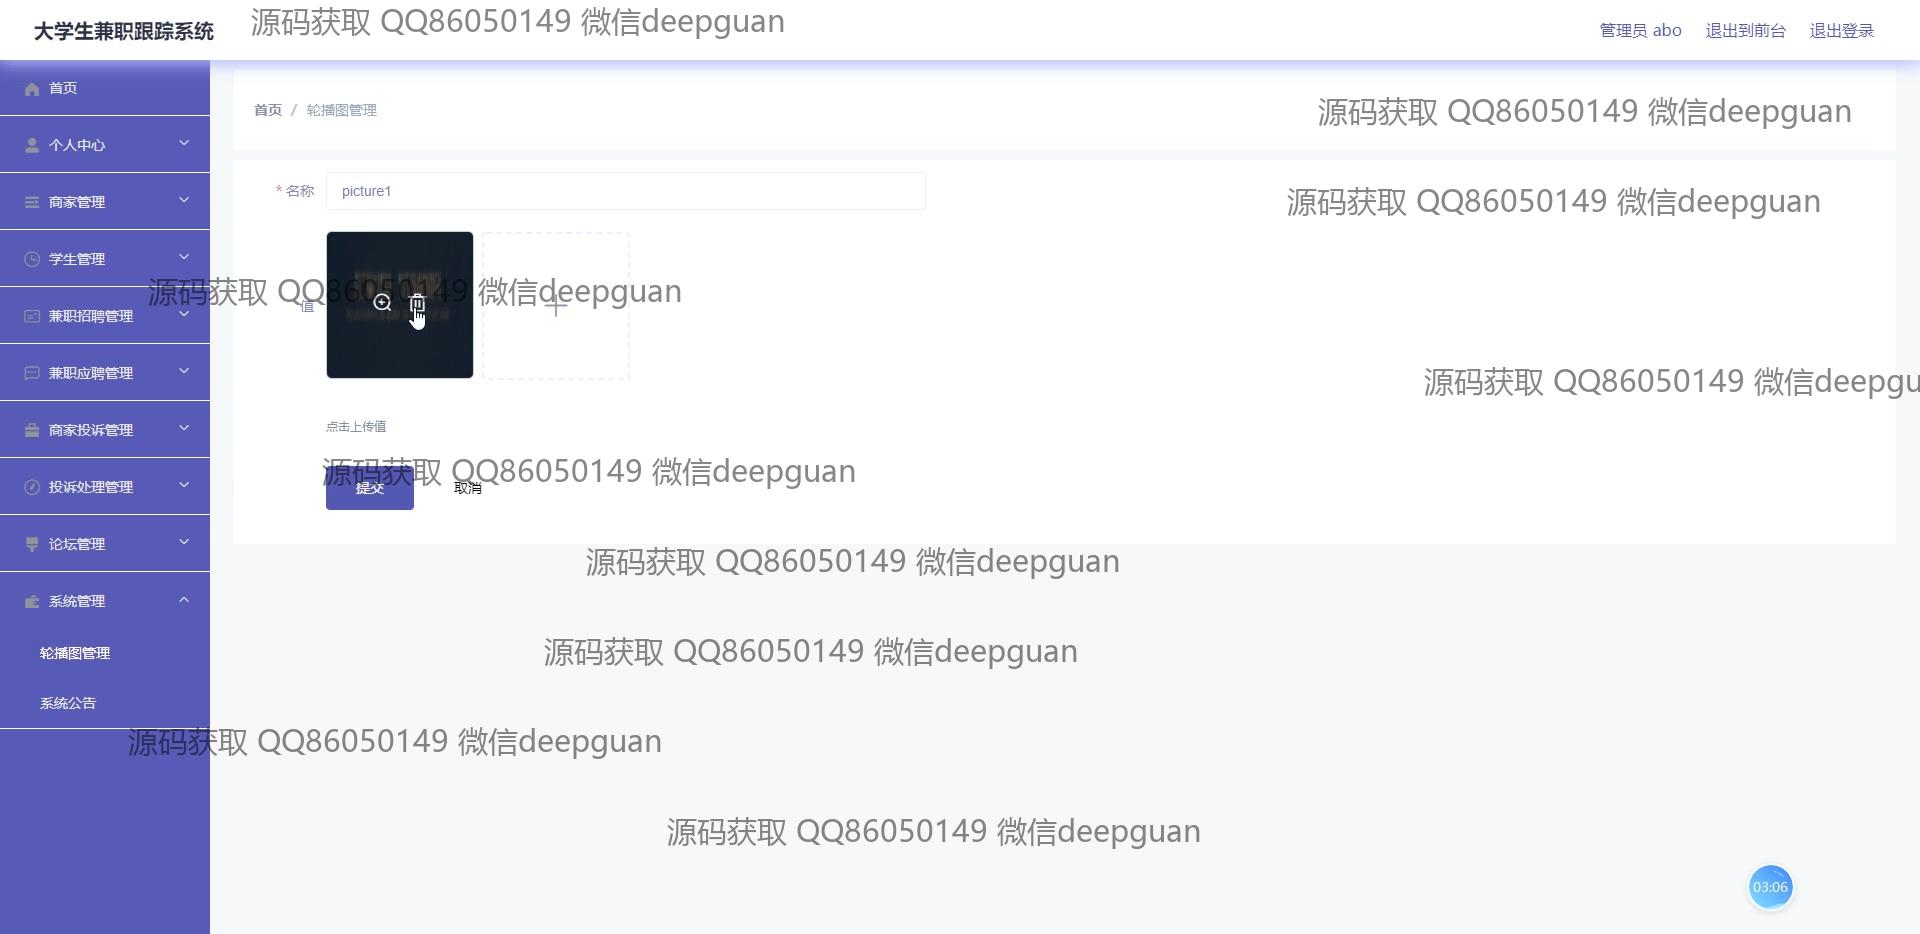 大学生兼职跟踪系统
源码获取 QQ86050149 微信deepguan
管理员 abo 退出到前台 退出登录
首页
首页 / 轮播图管理
源码获取 QQ86050149 微信deepguan
个人中心
* 名称 picture1
商家管理
源码获取 QQ86050149 微信deepguan
学生管理
源码获取 QQ86050149 微信deepguan
值
兼职招聘管理
兼职应聘管理
源码获取 QQ86050149 微信deepgu
商家投诉管理
点击上传值
源码获取 QQ86050149 微信deepguan
投诉处理管理
提交 取消
论坛管理
源码获取 QQ86050149 微信deepguan
系统管理
轮播图管理
源码获取 QQ86050149 微信deepguan
系统公告
源码获取 QQ86050149 微信deepguan
源码获取 QQ86050149 微信deepguan
03:06